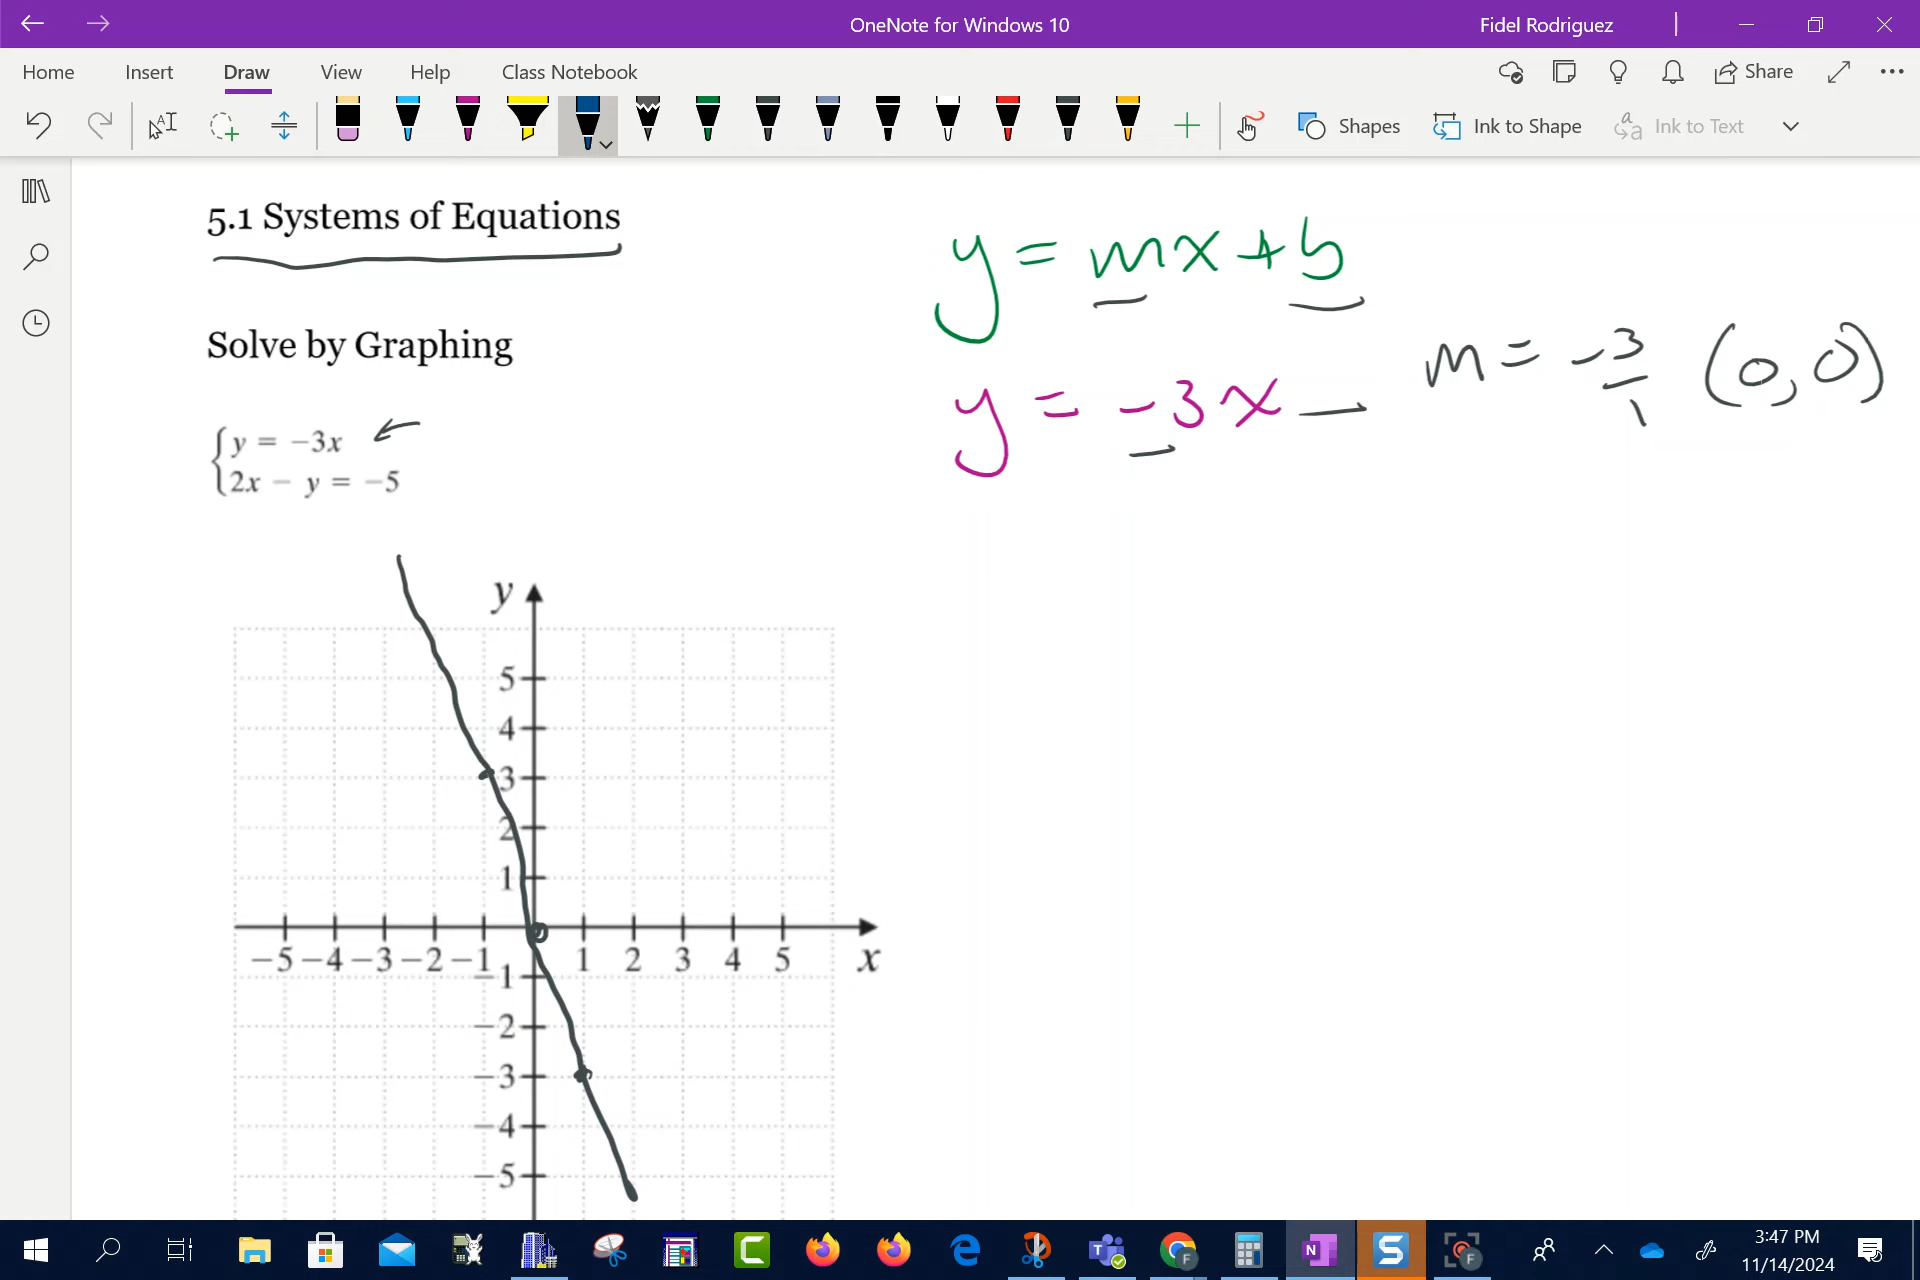 OneNote for Windows 10
Fidel Rodriguez
Home Insert Draw View Help Class Notebook
Share
Shapes Ink to Shape Ink to Text
5.1 Systems of Equations
Solve by Graphing
y = −3x
2x − y = −5
y = mx + b
y = -3x
m = -3/1 (0,0)
y
5
4
3
2
1
−5 −4 −3 −2 −1 1 2 3 4 5 x
−1
−2
−3
−4
−5
3:47 PM
11/14/2024